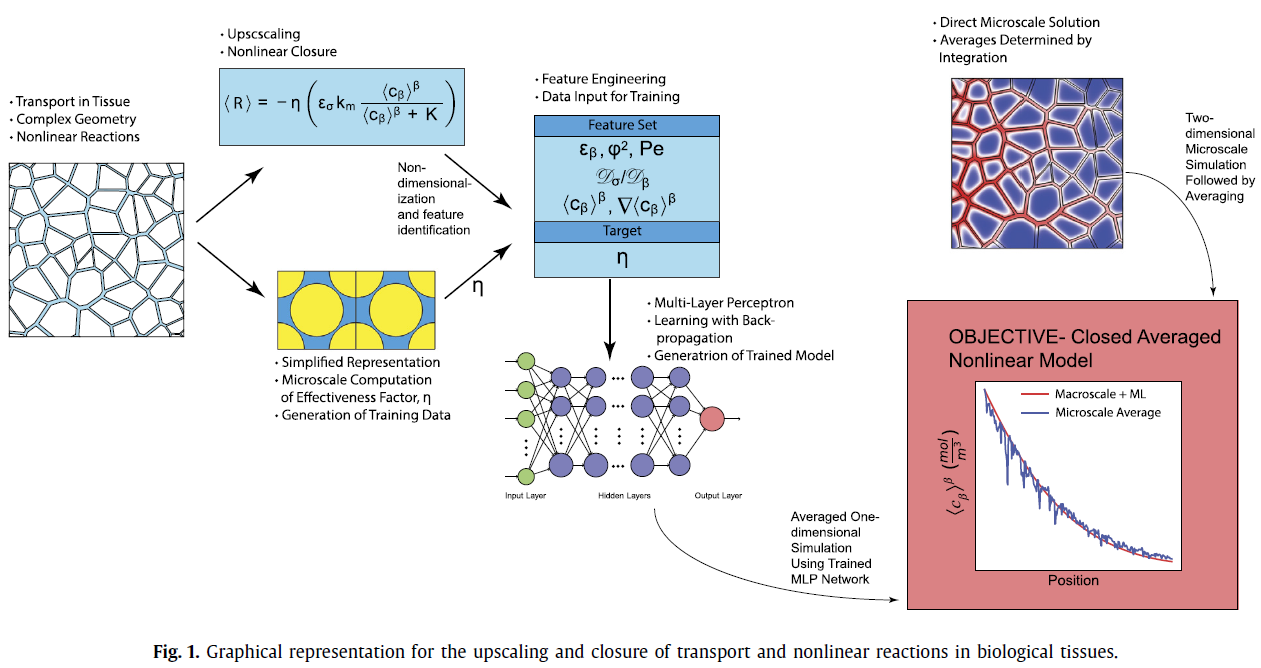 • Transport in Tissue
• Complex Geometry
• Nonlinear Reactions
• Upscscaling
• Nonlinear Closure
⟨ R ⟩ = − η ( ε_σ k_m ⟨c_β⟩^β / (⟨c_β⟩^β + K) )
Non-
dimensional-
ization
and feature
identification
η
• Simplified Representation
• Microscale Computation
of Effectiveness Factor, η
• Generation of Training Data
• Feature Engineering
• Data Input for Training
Feature Set
ε_β, φ², Pe
𝒟_σ/𝒟_β
⟨c_β⟩^β, ∇⟨c_β⟩^β
Target
η
• Multi-Layer Perceptron
• Learning with Back-
propagation
• Generatrion of Trained Model
Input Layer
Hidden Layers
Output Layer
Averaged One-
dimensional
Simulation
Using Trained
MLP Network
• Direct Microscale Solution
• Averages Determined by
Integration
Two-
dimensional
Microscale
Simulation
Followed by
Averaging
OBJECTIVE- Closed Averaged
Nonlinear Model
Macroscale + ML
Microscale Average
⟨c_β⟩^β (mol/m³)
Position
Fig. 1. Graphical representation for the upscaling and closure of transport and nonlinear reactions in biological tissues.